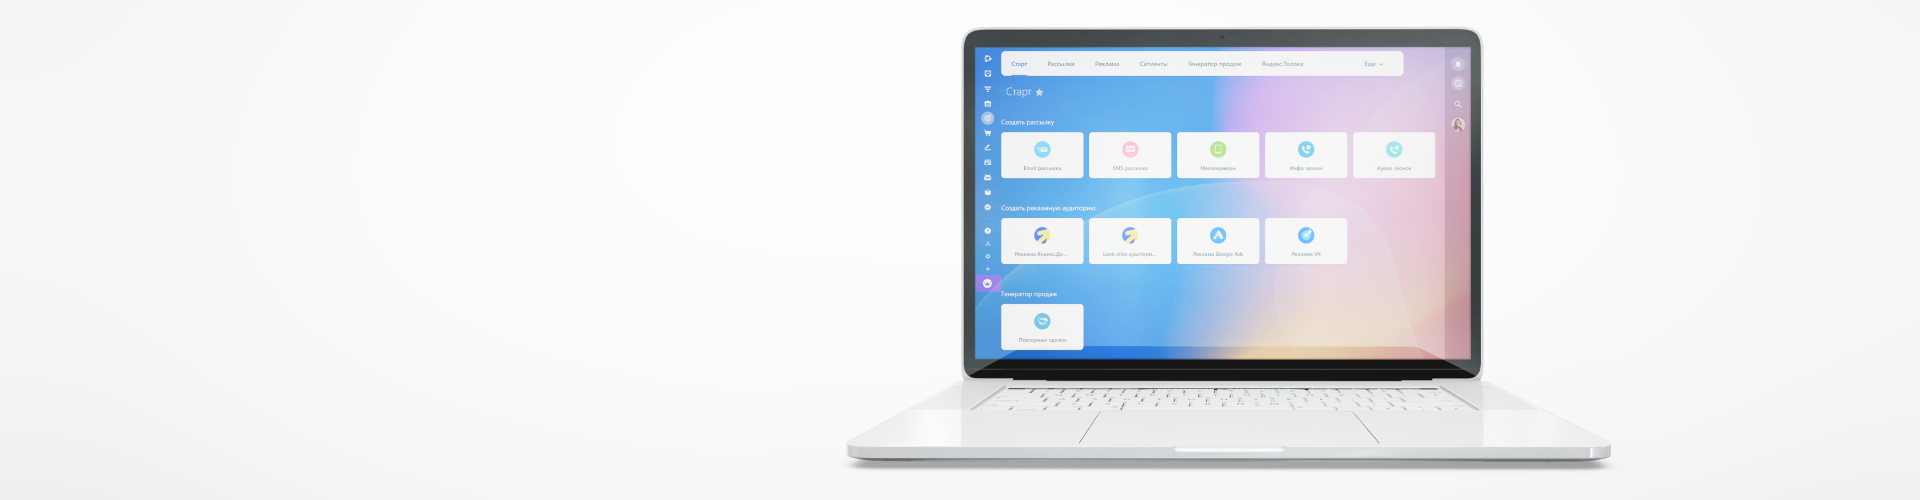 Старт Рассылки Реклама Сегменты Генератор продаж Яндекс.Толока Еще
Старт
Создать рассылку
Email рассылка SMS рассылка Мессенджеры Инфо звонок Аудио звонок
Создать рекламную аудиторию
Реклама Яндекс.Ди... Look-alike аудитори... Реклама Google Ads Реклама VK
Генератор продаж
Повторные сделки